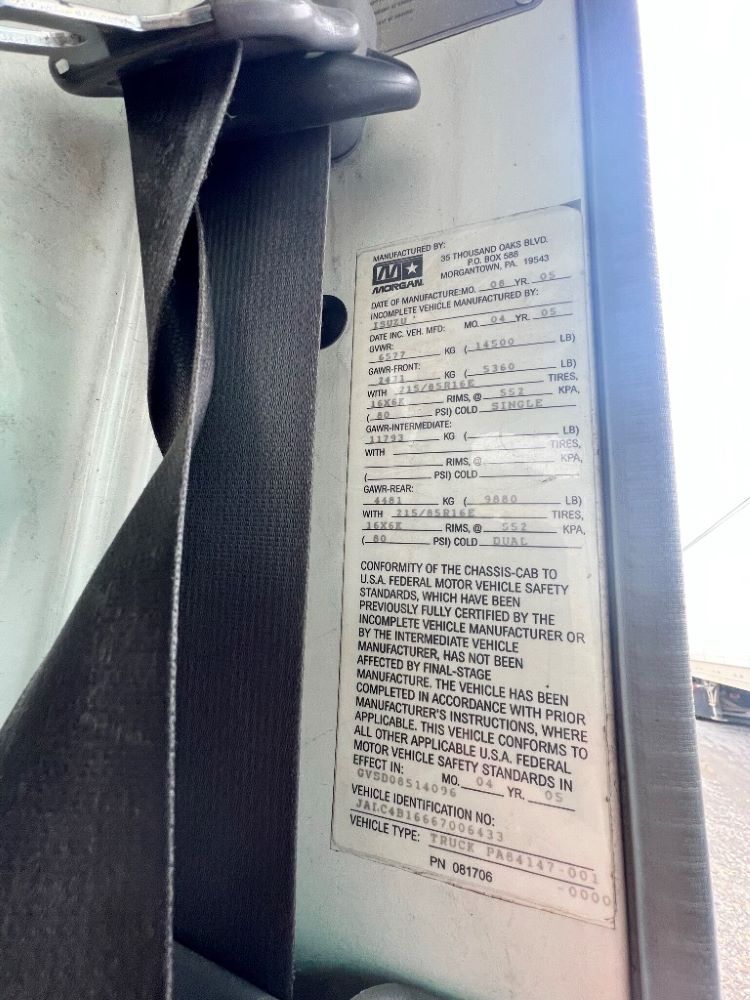 MANUFACTURED BY:
MORGAN
35 THOUSAND OAKS BLVD.
P.O. BOX 588
MORGANTOWN, PA. 19543
DATE OF MANUFACTURE:MO. 08 YR. 05
INCOMPLETE VEHICLE MANUFACTURED BY:
ISUZU
DATE INC. VEH. MFD: MO. 04 YR. 05
GVWR:
6577 KG ( 14500 LB)
GAWR-FRONT:
2431 KG ( 5360 LB)
WITH 215/85R16E TIRES,
16X6K RIMS, @ 552 KPA,
( 80 PSI) COLD SINGLE
GAWR-INTERMEDIATE:
11793 KG ( LB)
WITH TIRES,
RIMS, @ KPA,
( PSI) COLD
GAWR-REAR:
4481 KG ( 9880 LB)
WITH 215/85R16E TIRES,
16X6K RIMS, @ 552 KPA,
( 80 PSI) COLD DUAL
CONFORMITY OF THE CHASSIS-CAB TO
U.S.A. FEDERAL MOTOR VEHICLE SAFETY
STANDARDS, WHICH HAVE BEEN
PREVIOUSLY FULLY CERTIFIED BY THE
INCOMPLETE VEHICLE MANUFACTURER OR
BY THE INTERMEDIATE VEHICLE
MANUFACTURER, HAS NOT BEEN
AFFECTED BY FINAL-STAGE
MANUFACTURE. THE VEHICLE HAS BEEN
COMPLETED IN ACCORDANCE WITH PRIOR
MANUFACTURER'S INSTRUCTIONS, WHERE
APPLICABLE. THIS VEHICLE CONFORMS TO
ALL OTHER APPLICABLE U.S.A. FEDERAL
MOTOR VEHICLE SAFETY STANDARDS IN
EFFECT IN: MO. 04 YR. 05
GVSD08514096
VEHICLE IDENTIFICATION NO:
JALC4B16667006433
VEHICLE TYPE: TRUCK PA84147-001
-0000
PN 081706